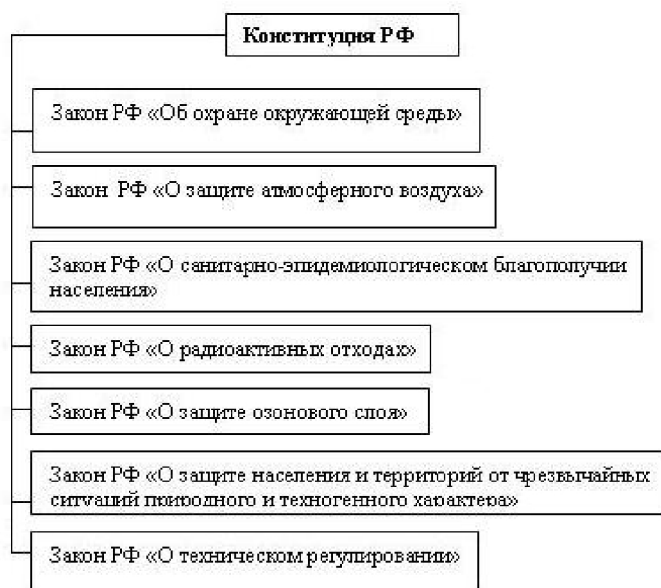 Конституция РФ
Закон РФ «Об охране окружающей среды»
Закон РФ «О защите атмосферного воздуха»
Закон РФ «О санитарно-эпидемиологическом благополучии
населения»
Закон РФ «О радиоактивных отходах»
Закон РФ «О защите озонового слоя»
Закон РФ «О защите населения и территорий от чрезвычайных
ситуаций природного и техногенного характера»
Закон РФ «О техническом регулировании»